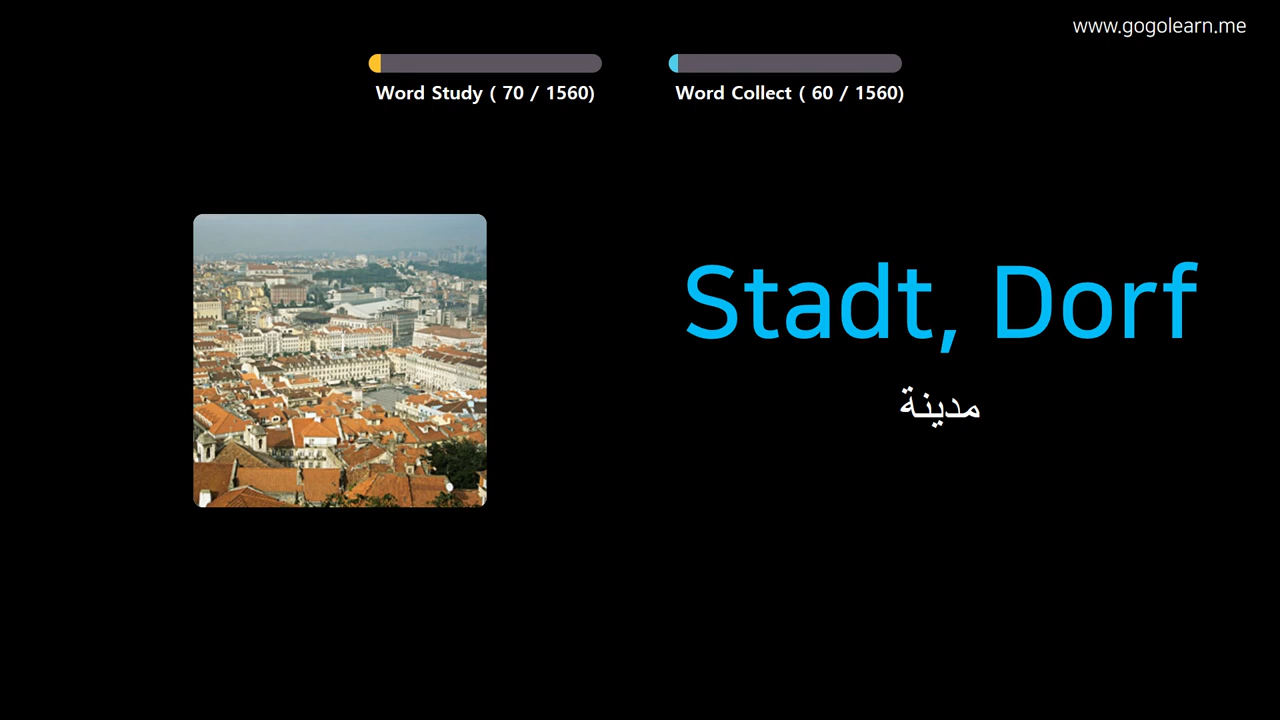 www.gogolearn.me
Word Study ( 70 / 1560)
Word Collect ( 60 / 1560)
Stadt, Dorf
مدينة